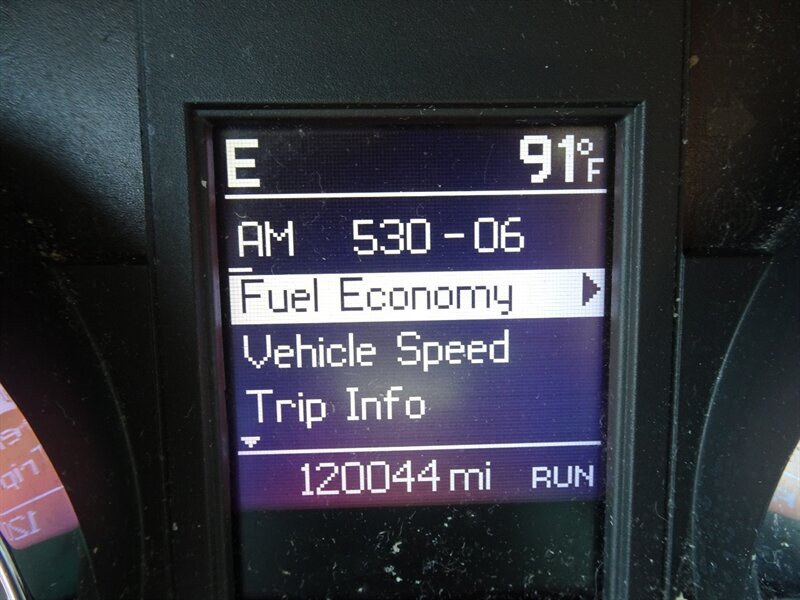 E 91°F
AM 530-06
Fuel Economy
Vehicle Speed
Trip Info
120044 mi RUN